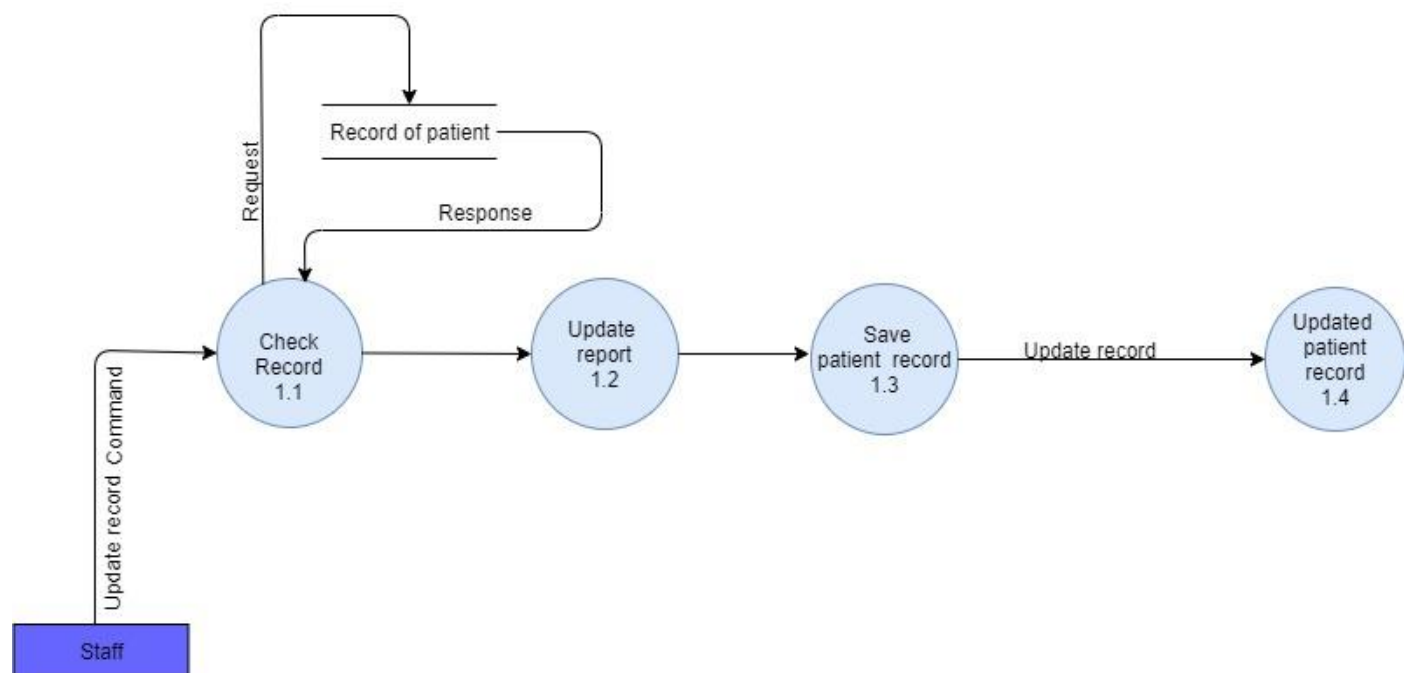 Request
Record of patient
Response
Check
Record
1.1
Update
report
1.2
Save
patient record
1.3
Update record
Updated
patient
record
1.4
Update record Command
Staff